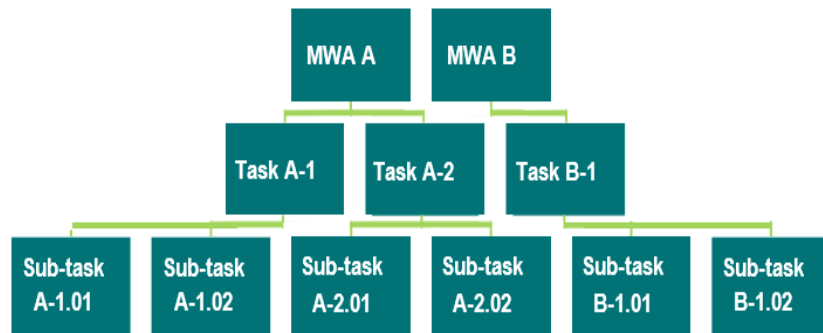 MWA A
MWA B
Task A-1
Task A-2
Task B-1
Sub-task
A-1.01
Sub-task
A-1.02
Sub-task
A-2.01
Sub-task
A-2.02
Sub-task
B-1.01
Sub-task
B-1.02